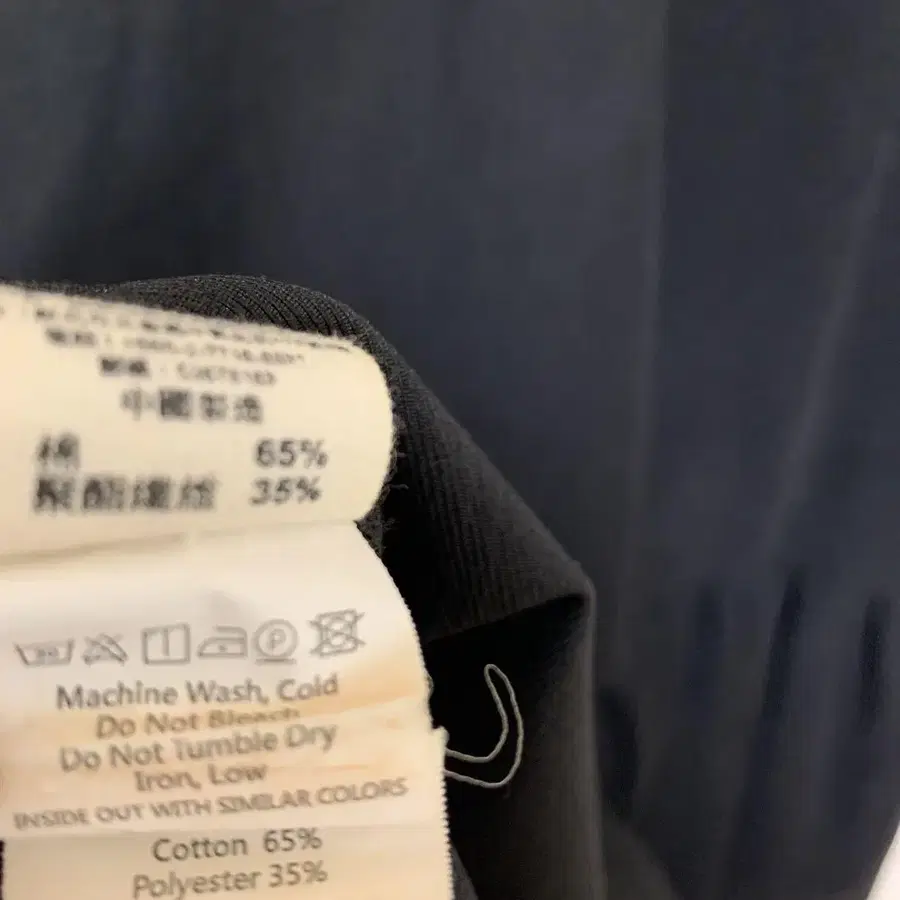 中國製造
棉 65%
聚酯纖維 35%
Machine Wash, Cold
Do Not Bleach
Do Not Tumble Dry
Iron, Low
INSIDE OUT WITH SIMILAR COLORS
Cotton 65%
Polyester 35%